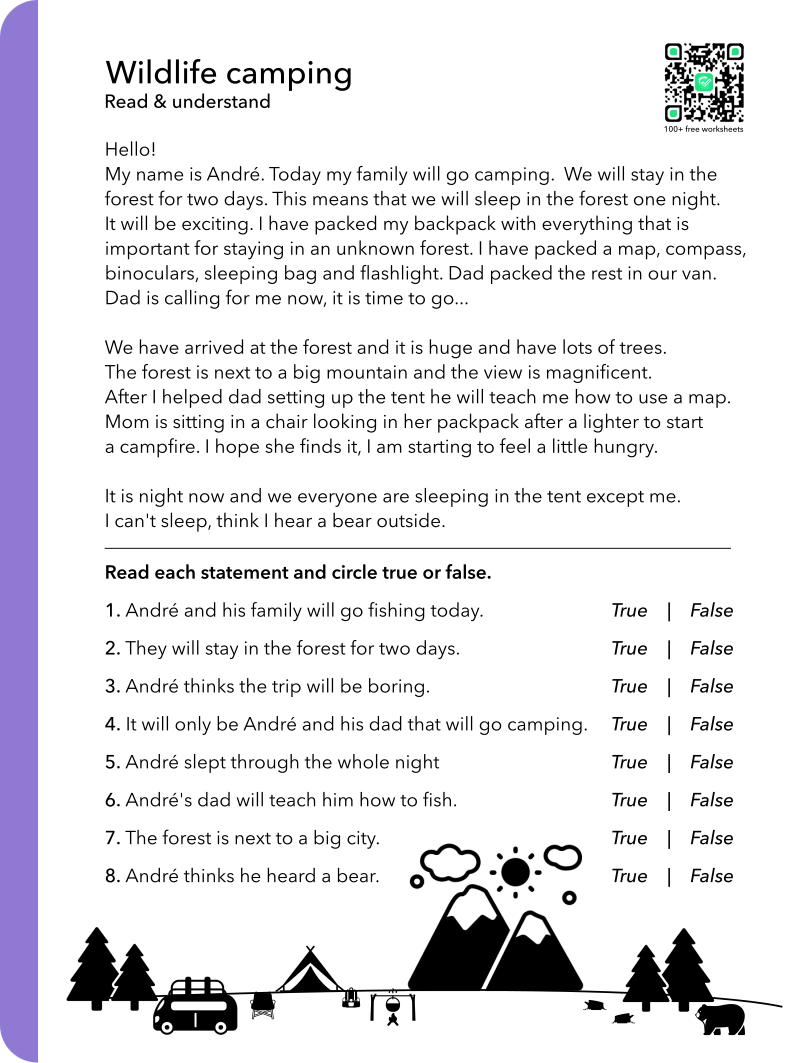 Wildlife camping
Read & understand
100+ free worksheets
Hello!
My name is André. Today my family will go camping.  We will stay in the
forest for two days. This means that we will sleep in the forest one night.
It will be exciting. I have packed my backpack with everything that is
important for staying in an unknown forest. I have packed a map, compass,
binoculars, sleeping bag and flashlight. Dad packed the rest in our van.
Dad is calling for me now, it is time to go...
We have arrived at the forest and it is huge and have lots of trees.
The forest is next to a big mountain and the view is magnificent.
After I helped dad setting up the tent he will teach me how to use a map.
Mom is sitting in a chair looking in her packpack after a lighter to start
a campfire. I hope she finds it, I am starting to feel a little hungry.
It is night now and we everyone are sleeping in the tent except me.
I can't sleep, think I hear a bear outside.
Read each statement and circle true or false.
1. André and his family will go fishing today. True | False
2. They will stay in the forest for two days. True | False
3. André thinks the trip will be boring. True | False
4. It will only be André and his dad that will go camping. True | False
5. André slept through the whole night True | False
6. André's dad will teach him how to fish. True | False
7. The forest is next to a big city. True | False
8. André thinks he heard a bear. True | False